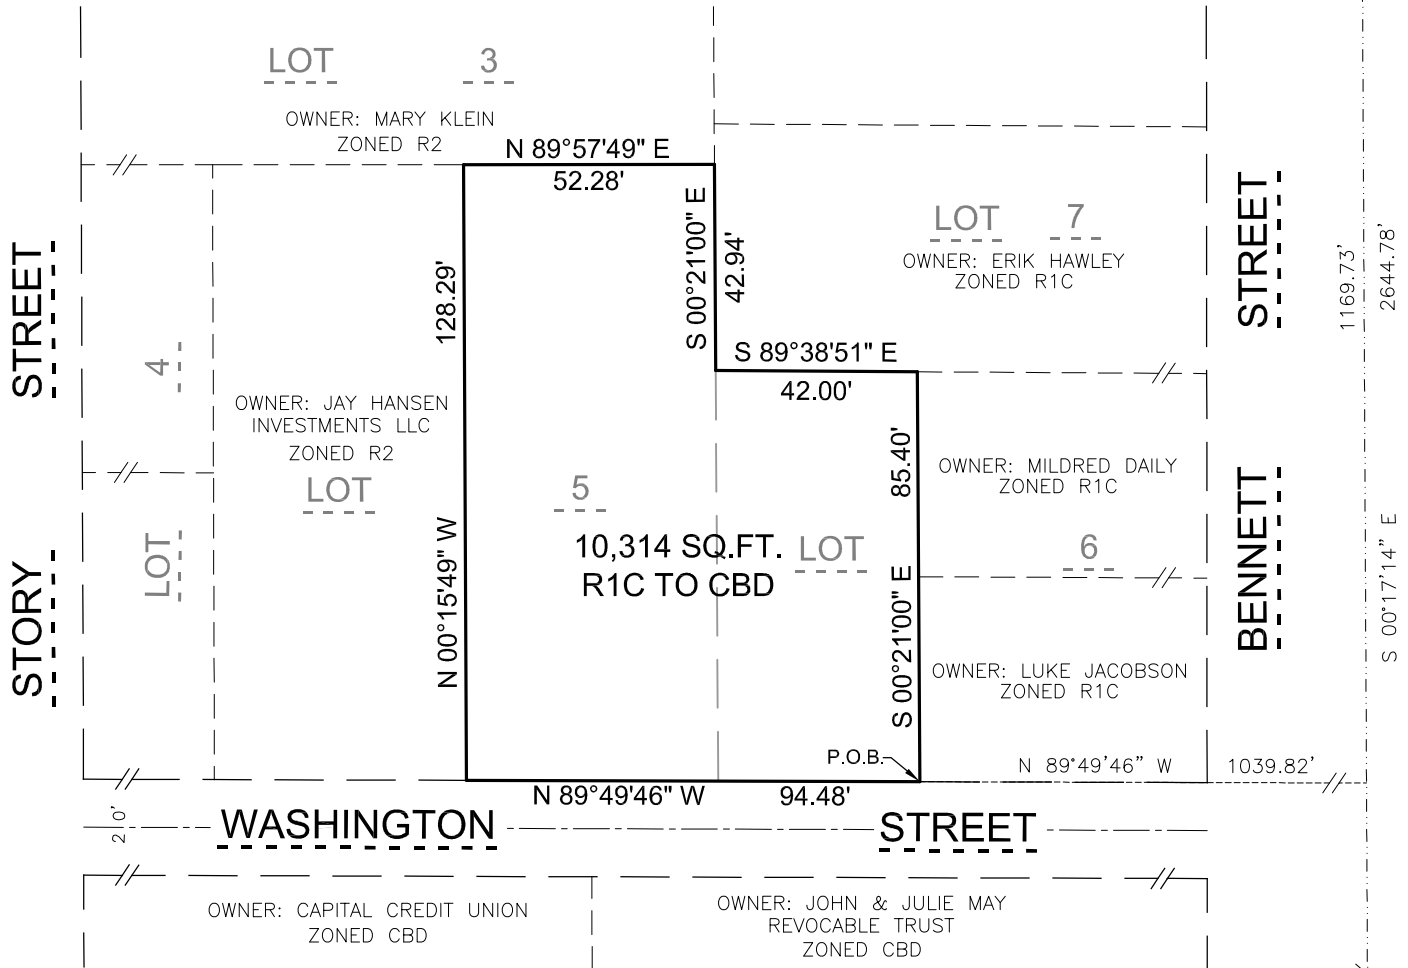 LOT 3
OWNER: MARY KLEIN
ZONED R2
N 89°57'49" E
52.28'
S 00°21'00" E
42.94'
LOT 7
OWNER: ERIK HAWLEY
ZONED R1C
STREET
STREET
1169.73'
2644.78'
128.29'
S 89°38'51" E
42.00'
4
LOT
OWNER: JAY HANSEN
INVESTMENTS LLC
ZONED R2
LOT 5
85.40'
OWNER: MILDRED DAILY
ZONED R1C
10,314 SQ.FT.
R1C TO CBD
LOT 6
N 00°15'49" W
S 00°21'00" E
STORY
BENNETT
S 00°17'14" E
OWNER: LUKE JACOBSON
ZONED R1C
P.O.B.
N 89°49'46" W 1039.82'
N 89°49'46" W 94.48'
WASHINGTON STREET
OWNER: CAPITAL CREDIT UNION
ZONED CBD
OWNER: JOHN & JULIE MAY
REVOCABLE TRUST
ZONED CBD